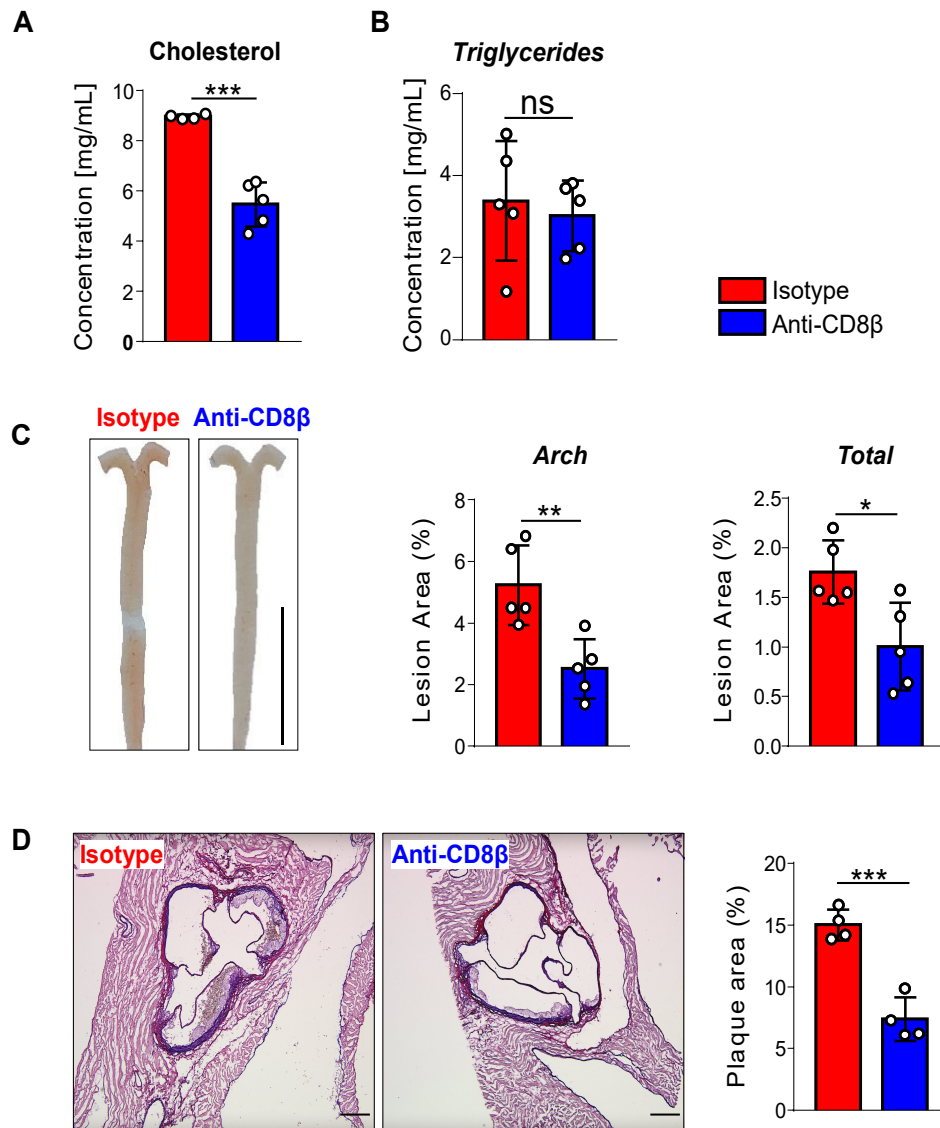 A
Cholesterol
Concentration [mg/mL]
10
8
6
4
2
0
***
B
Triglycerides
Concentration [mg/mL]
6
4
2
0
ns
Isotype
Anti-CD8β
C
Isotype Anti-CD8β
Arch
Lesion Area (%)
8
6
4
2
0
**
Total
Lesion Area (%)
2.5
2.0
1.5
1.0
0.5
0.0
*
D
Isotype
Anti-CD8β
Plaque area (%)
20
15
10
5
0
***